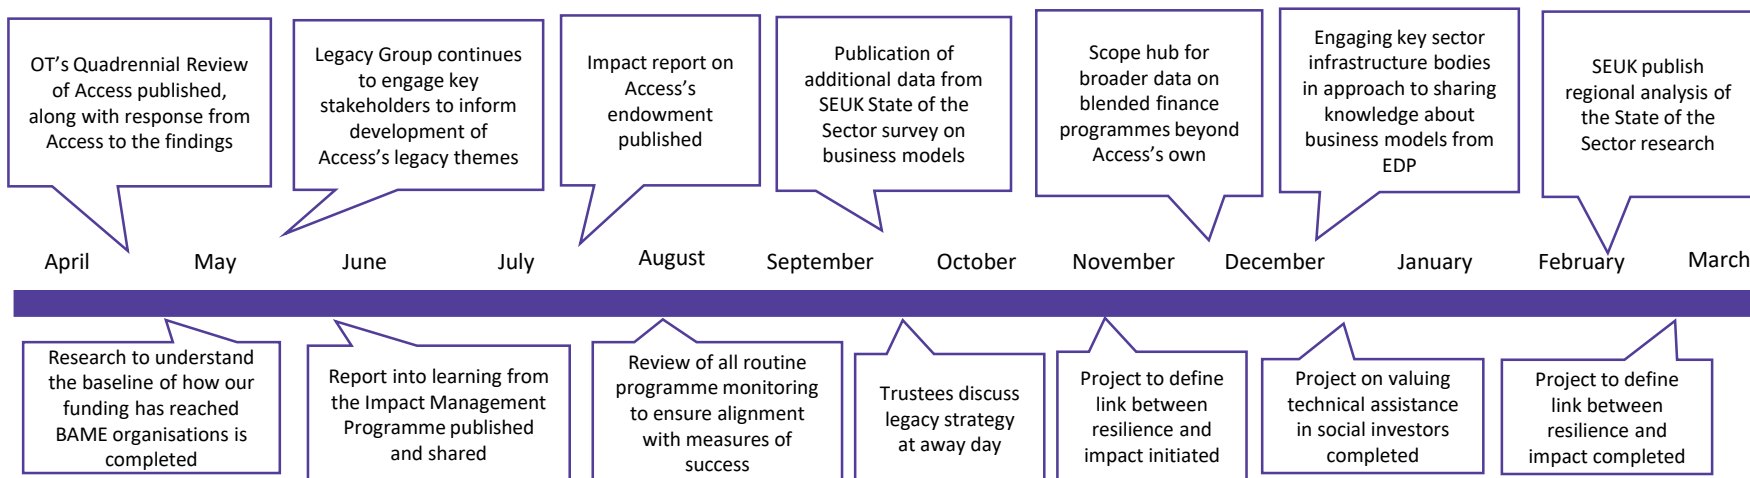 OT’s Quadrennial Review
of Access published,
along with response from
Access to the findings
Legacy Group continues
to engage key
stakeholders to inform
development of
Access’s legacy themes
Impact report on
Access’s
endowment
published
Publication of
additional data from
SEUK State of the
Sector survey on
business models
Scope hub for
broader data on
blended finance
programmes beyond
Access’s own
Engaging key sector
infrastructure bodies
in approach to sharing
knowledge about
business models from
EDP
SEUK publish
regional analysis of
the State of the
Sector research
April May June July August September October November December January February March
Research to understand
the baseline of how our
funding has reached
BAME organisations is
completed
Report into learning from
the Impact Management
Programme published
and shared
Review of all routine
programme monitoring
to ensure alignment
with measures of
success
Trustees discuss
legacy strategy
at away day
Project to define
link between
resilience and
impact initiated
Project on valuing
technical assistance
in social investors
completed
Project to define
link between
resilience and
impact completed